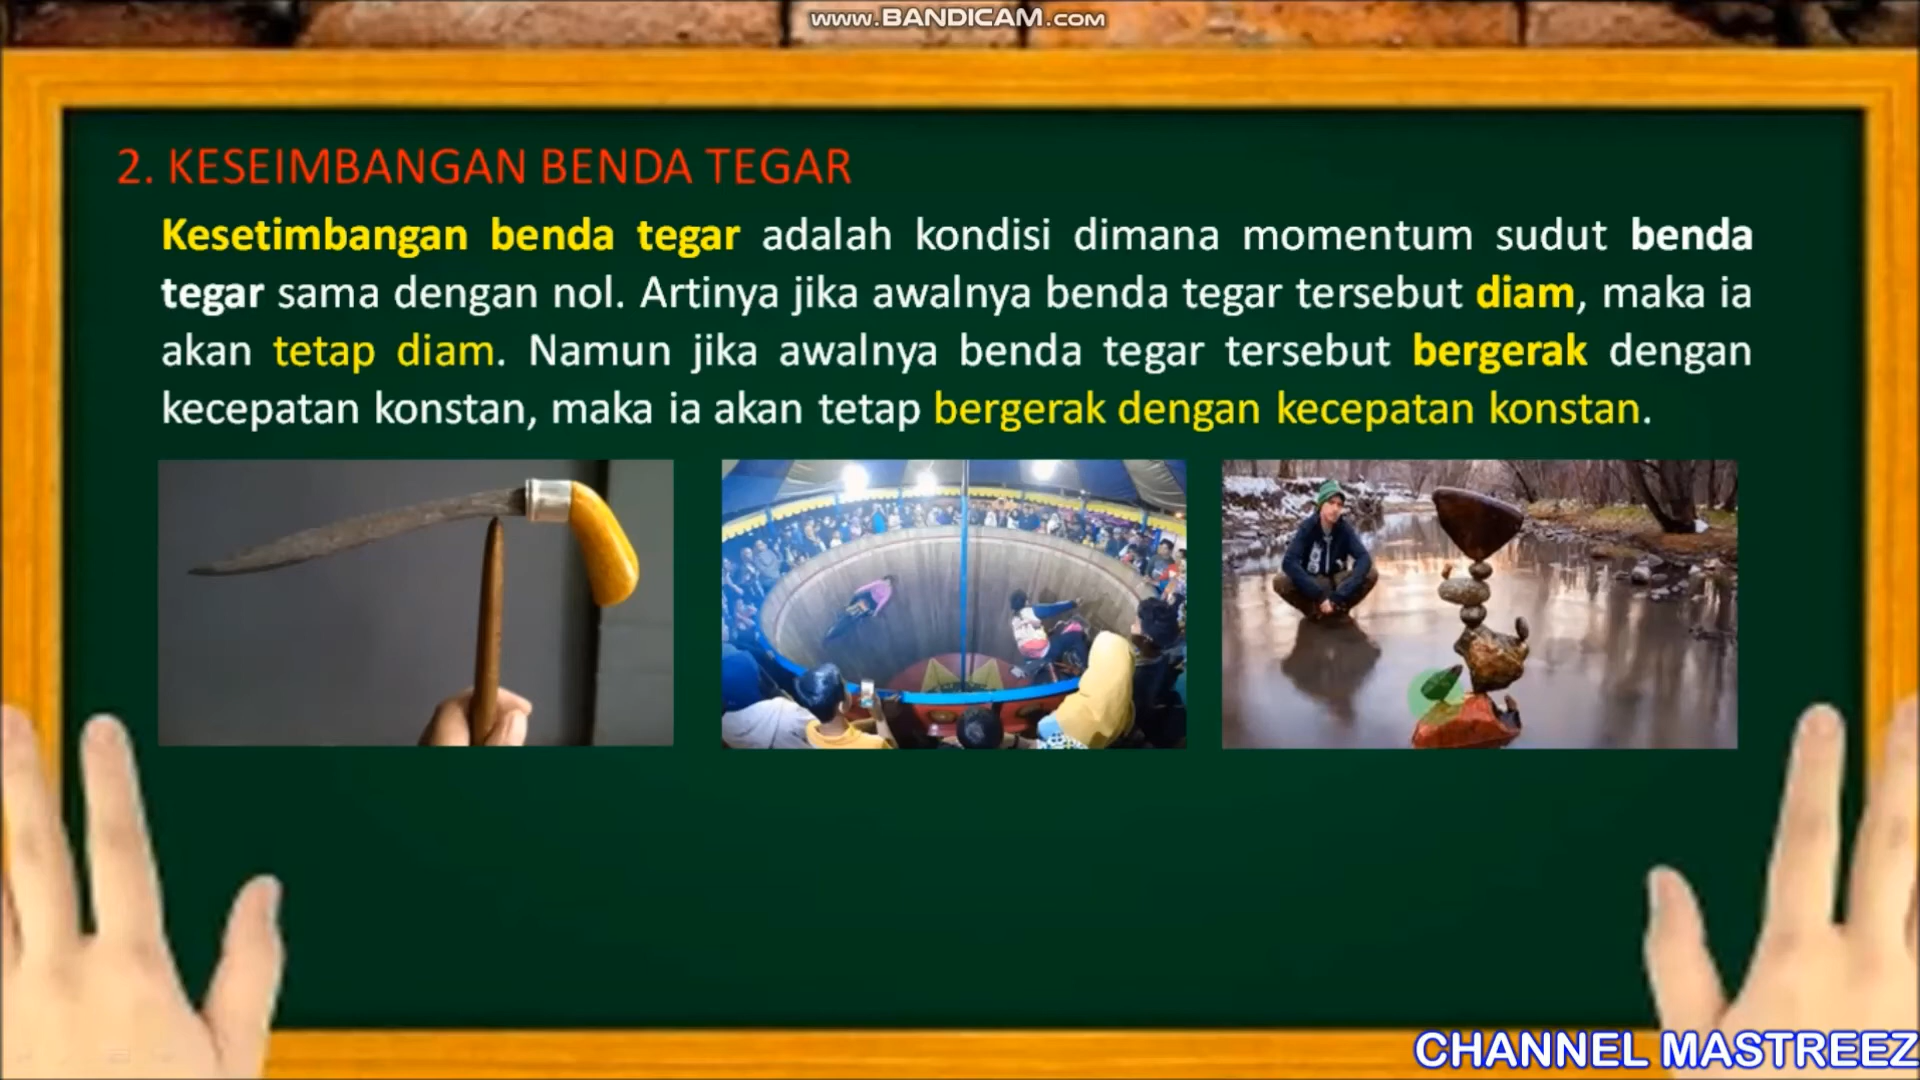 www.BANDICAM.com
2. KESEIMBANGAN BENDA TEGAR
Kesetimbangan benda tegar adalah kondisi dimana momentum sudut benda
tegar sama dengan nol. Artinya jika awalnya benda tegar tersebut diam, maka ia
akan tetap diam. Namun jika awalnya benda tegar tersebut bergerak dengan
kecepatan konstan, maka ia akan tetap bergerak dengan kecepatan konstan.
CHANNEL MASTREEZ